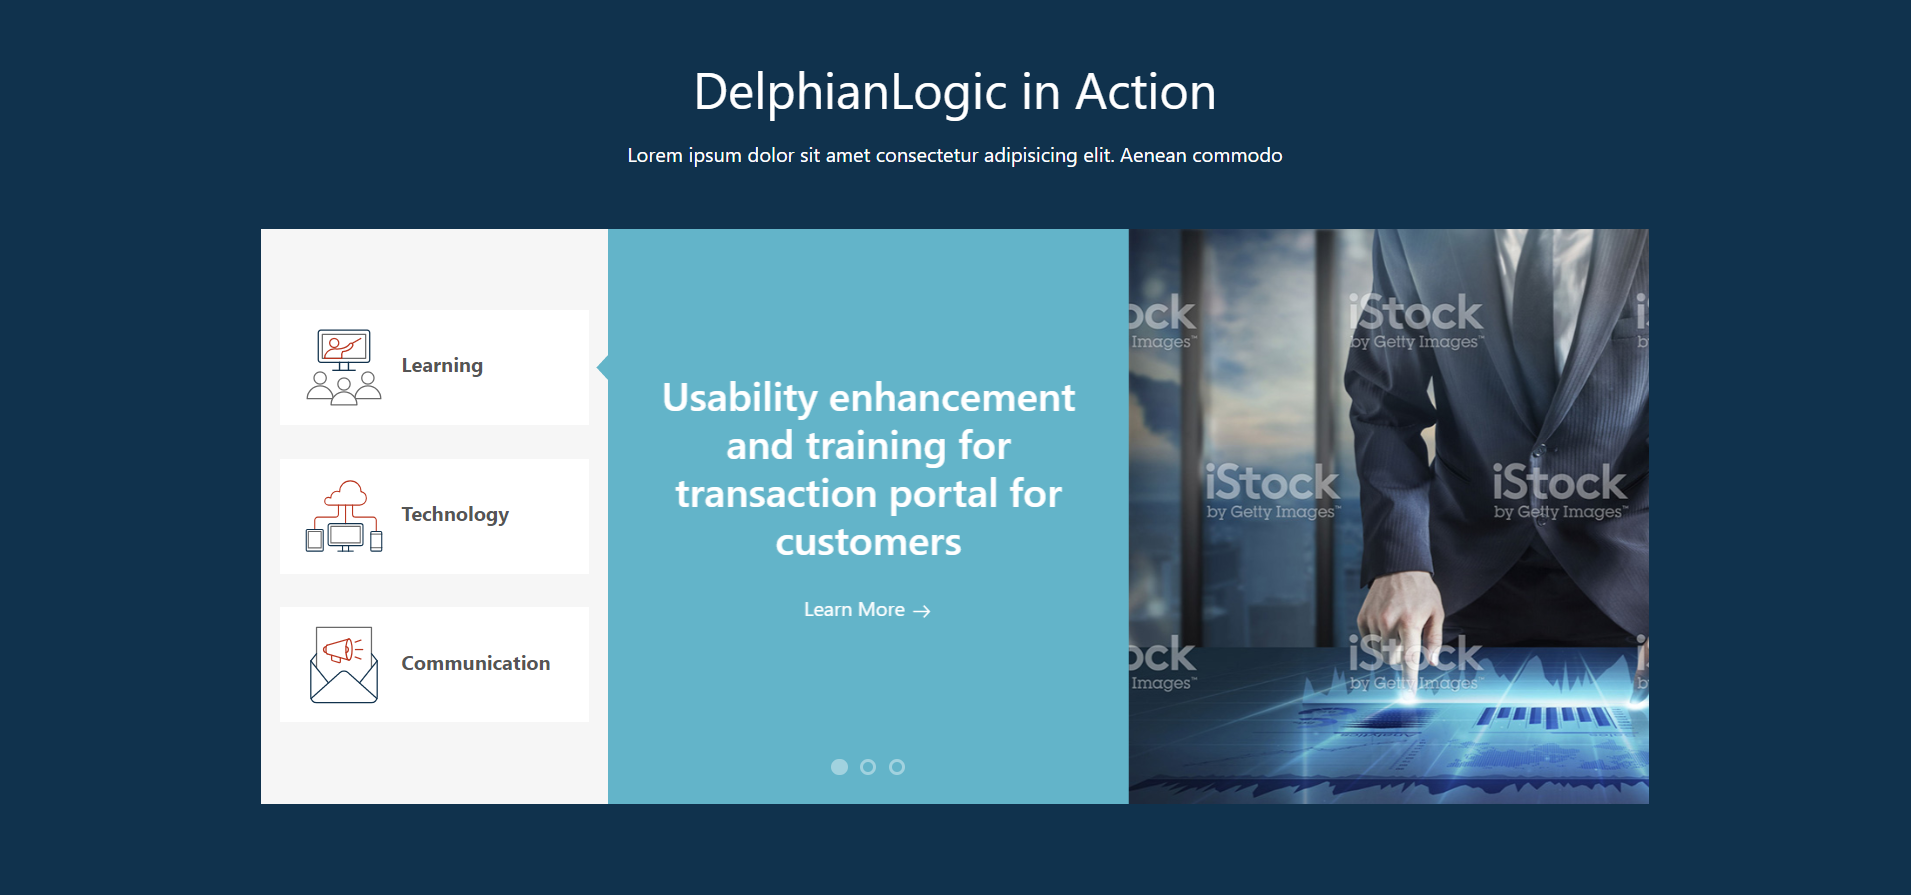 DelphianLogic in Action
Lorem ipsum dolor sit amet consectetur adipisicing elit. Aenean commodo
Learning
Technology
Communication
Usability enhancement
and training for
transaction portal for
customers
Learn More →
ock
Images™
iStock
by Getty Images™
i
b
iStock
by Getty Images™
iStock
by Getty Images™
ock
Images™
iStock
by Getty Images™
i
b